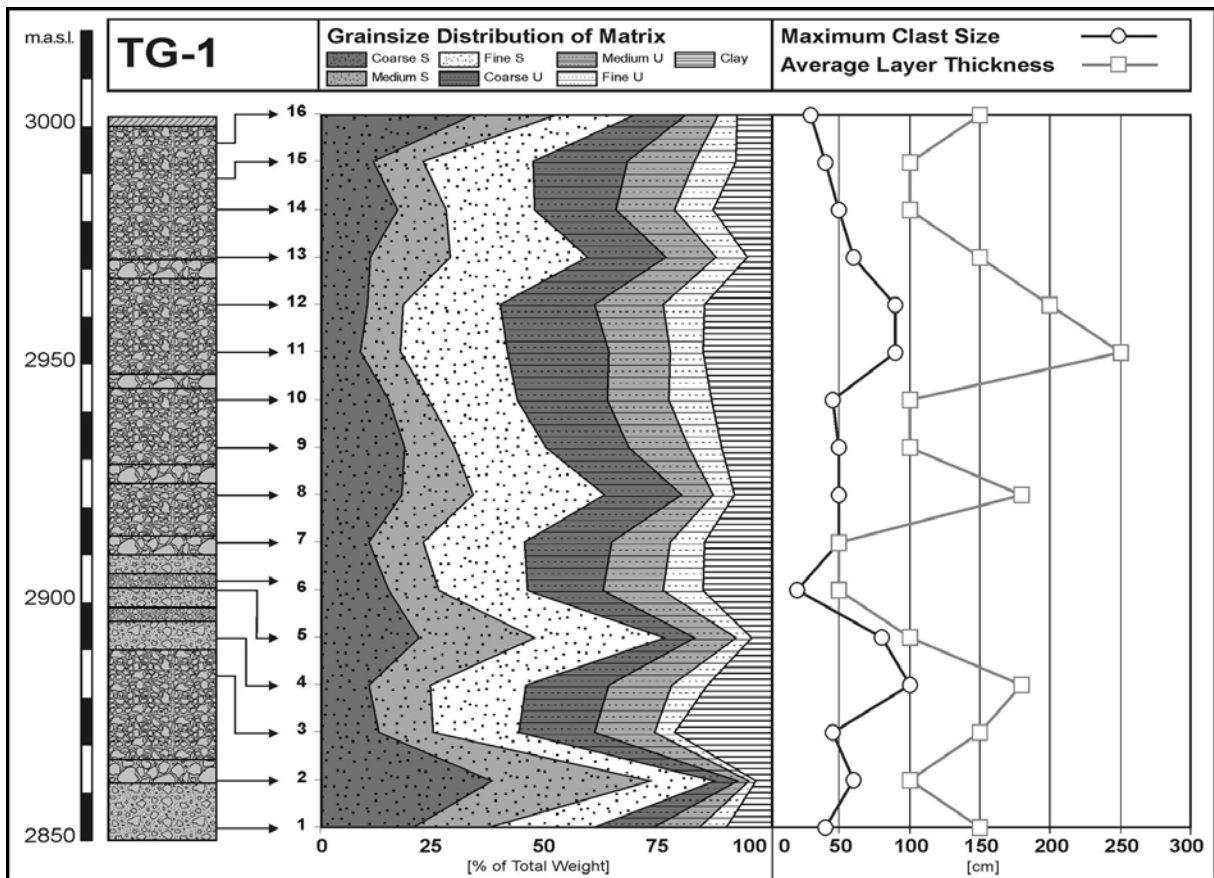 m.a.s.l.
TG-1
Grainsize Distribution of Matrix
Coarse S
Fine S
Medium U
Clay
Medium S
Coarse U
Fine U
Maximum Clast Size
Average Layer Thickness
3000
2950
2900
2850
16
15
14
13
12
11
10
9
8
7
6
5
4
3
2
1
0 25 50 75 100
[% of Total Weight]
0 50 100 150 200 250 300
[cm]